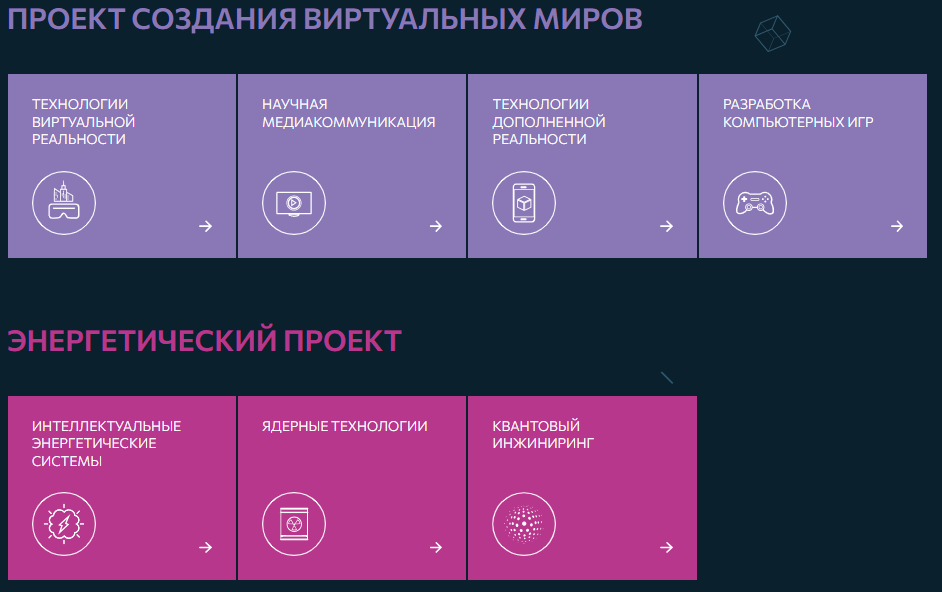 ПРОЕКТ СОЗДАНИЯ ВИРТУАЛЬНЫХ МИРОВ
ТЕХНОЛОГИИ
ВИРТУАЛЬНОЙ
РЕАЛЬНОСТИ
НАУЧНАЯ
МЕДИАКОММУНИКАЦИЯ
ТЕХНОЛОГИИ
ДОПОЛНЕННОЙ
РЕАЛЬНОСТИ
РАЗРАБОТКА
КОМПЬЮТЕРНЫХ ИГР
ЭНЕРГЕТИЧЕСКИЙ ПРОЕКТ
ИНТЕЛЛЕКТУАЛЬНЫЕ
ЭНЕРГЕТИЧЕСКИЕ
СИСТЕМЫ
ЯДЕРНЫЕ ТЕХНОЛОГИИ
КВАНТОВЫЙ
ИНЖИНИРИНГ